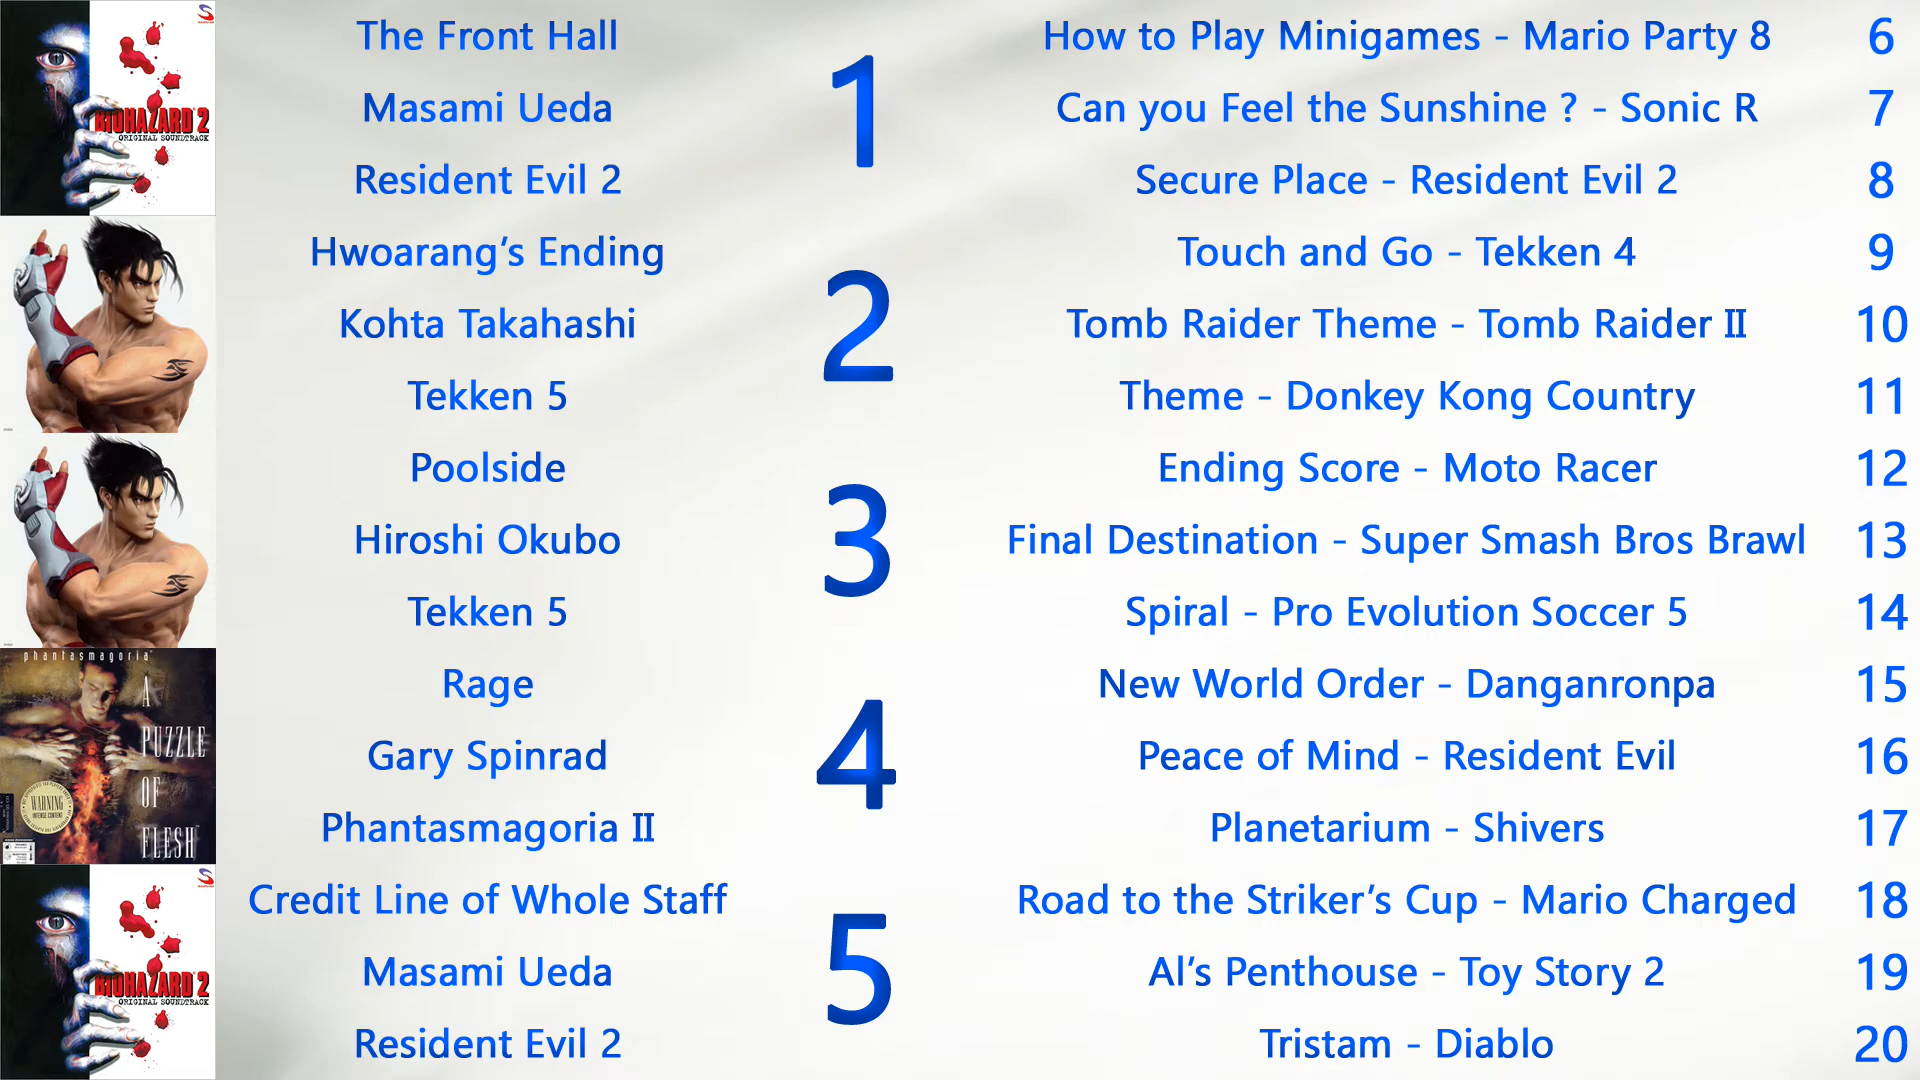 BIOHAZARD 2
ORIGINAL SOUNDTRACK
The Front Hall
Masami Ueda
Resident Evil 2
1
Hwoarang’s Ending
Kohta Takahashi
Tekken 5
2
Poolside
Hiroshi Okubo
Tekken 5
3
phantasmagoria
A
PUZZLE
OF
FLESH
WARNING
INTENSE CONTENT
Rage
Gary Spinrad
Phantasmagoria II
4
BIOHAZARD 2
ORIGINAL SOUNDTRACK
Credit Line of Whole Staff
Masami Ueda
Resident Evil 2
5
How to Play Minigames - Mario Party 8 6
Can you Feel the Sunshine ? - Sonic R 7
Secure Place - Resident Evil 2 8
Touch and Go - Tekken 4 9
Tomb Raider Theme - Tomb Raider II 10
Theme - Donkey Kong Country 11
Ending Score - Moto Racer 12
Final Destination - Super Smash Bros Brawl 13
Spiral - Pro Evolution Soccer 5 14
New World Order - Danganronpa 15
Peace of Mind - Resident Evil 16
Planetarium - Shivers 17
Road to the Striker’s Cup - Mario Charged 18
Al’s Penthouse - Toy Story 2 19
Tristam - Diablo 20